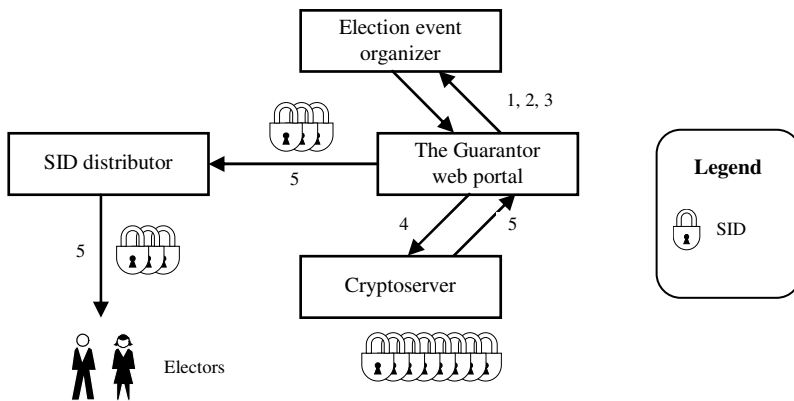 Election event
organizer
1, 2, 3
SID distributor
5
The Guarantor
web portal
Legend
SID
4
5
5
Cryptoserver
Electors